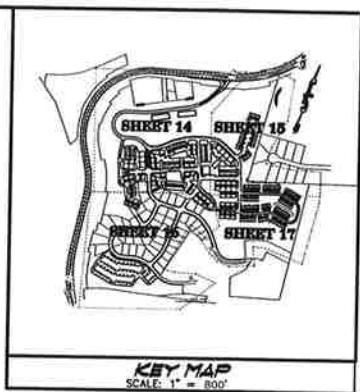 SHEET 14
SHEET 15
SHEET 16
SHEET 17
KEY MAP
SCALE: 1" = 800'